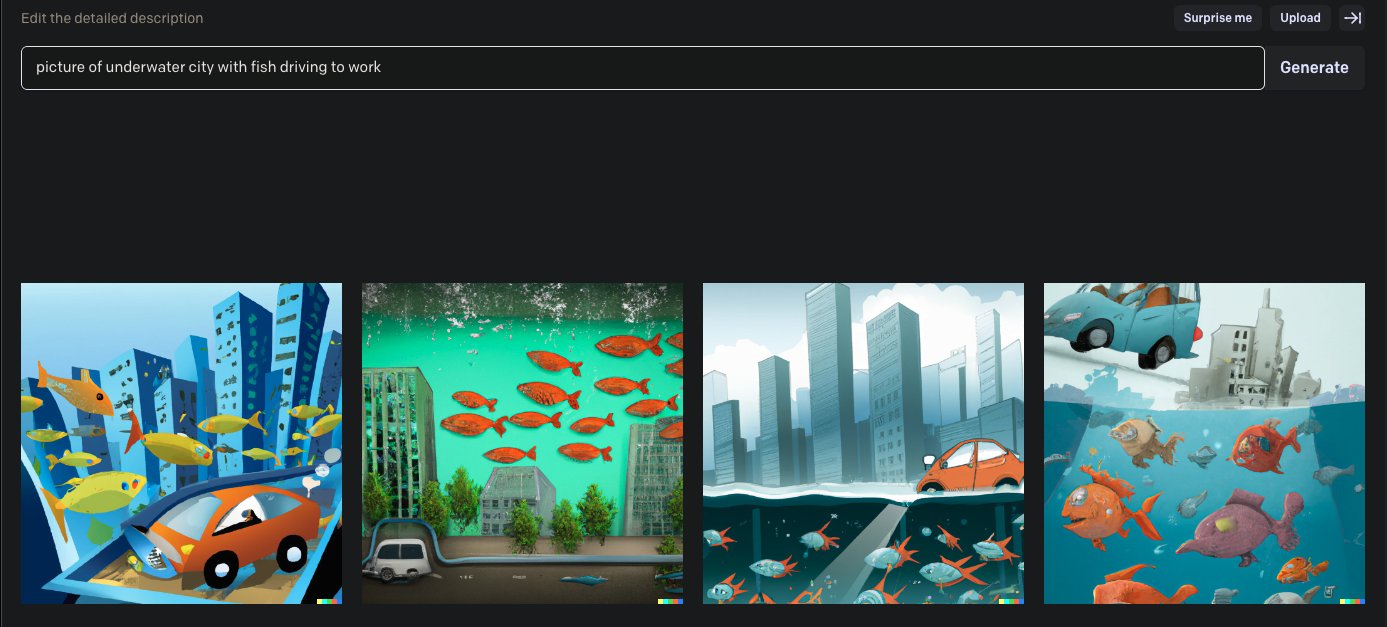 Edit the detailed description
Surprise me
Upload
picture of underwater city with fish driving to work
Generate